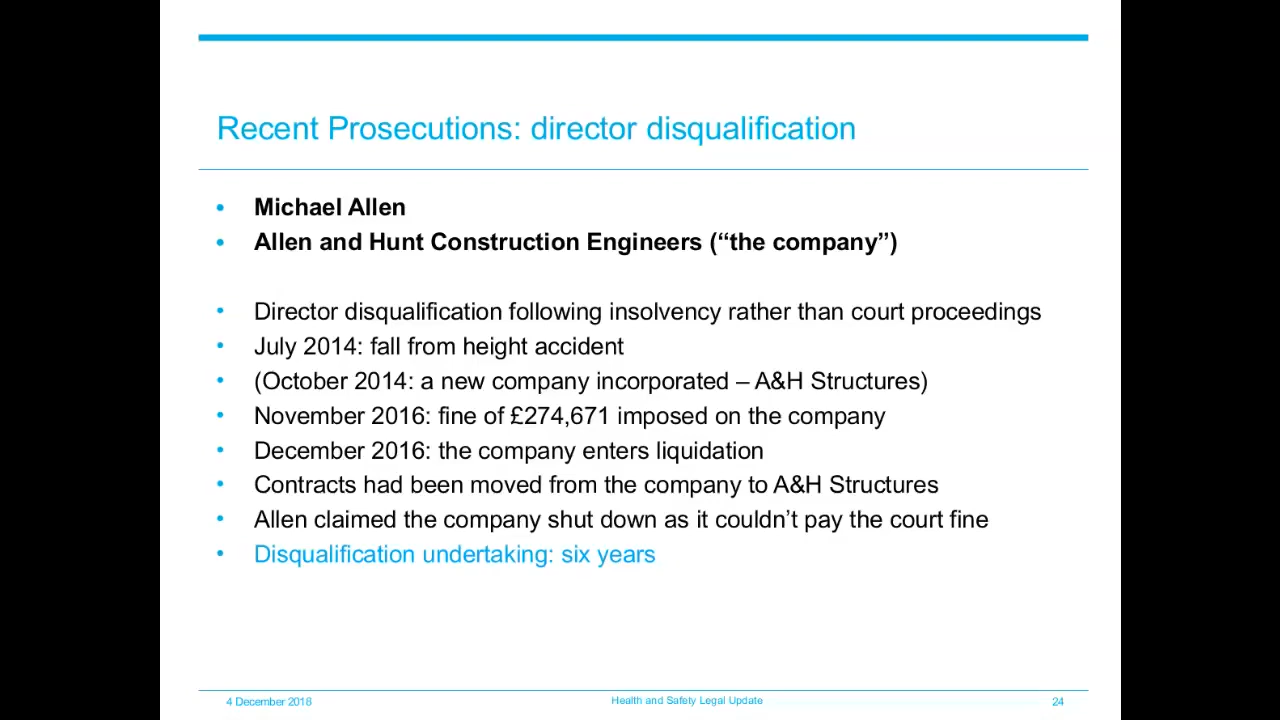 Recent Prosecutions: director disqualification
• Michael Allen
• Allen and Hunt Construction Engineers (“the company”)
• Director disqualification following insolvency rather than court proceedings
• July 2014: fall from height accident
• (October 2014: a new company incorporated – A&H Structures)
• November 2016: fine of £274,671 imposed on the company
• December 2016: the company enters liquidation
• Contracts had been moved from the company to A&H Structures
• Allen claimed the company shut down as it couldn’t pay the court fine
• Disqualification undertaking: six years
4 December 2018
Health and Safety Legal Update
24